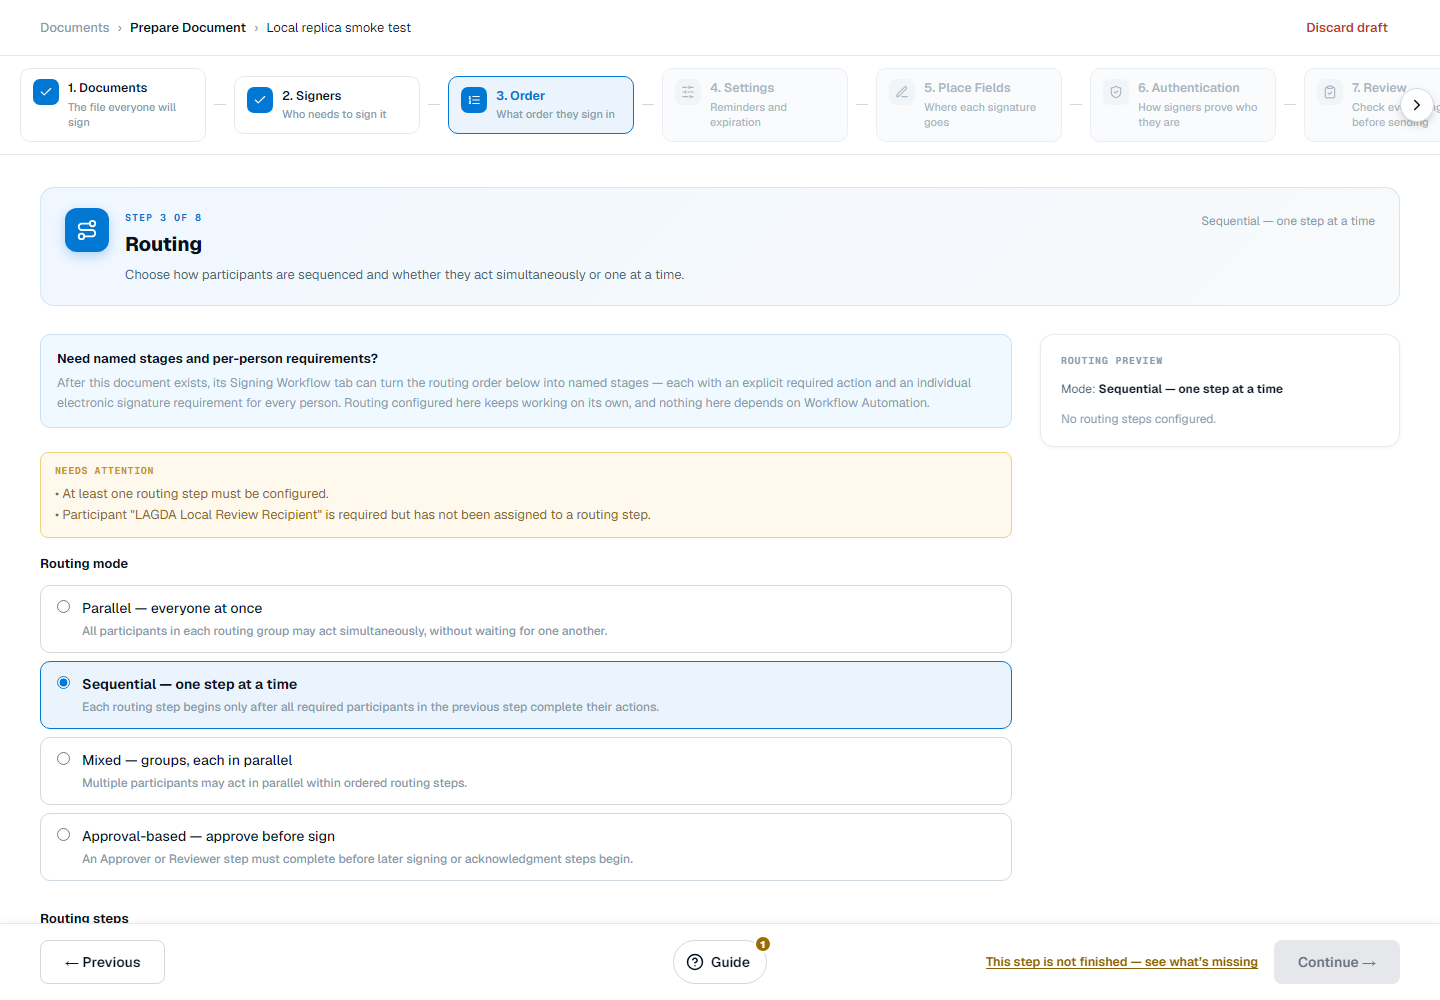 Documents › Prepare Document › Local replica smoke test
Discard draft
1. Documents
The file everyone will
sign
2. Signers
Who needs to sign it
3. Order
What order they sign in
4. Settings
Reminders and
expiration
5. Place Fields
Where each signature
goes
6. Authentication
How signers prove who
they are
7. Review
Check
before sending
STEP 3 OF 8
Routing
Choose how participants are sequenced and whether they act simultaneously or one at a time.
Sequential — one step at a time
Need named stages and per-person requirements?
After this document exists, its Signing Workflow tab can turn the routing order below into named stages — each with an explicit required action and an individual
electronic signature requirement for every person. Routing configured here keeps working on its own, and nothing here depends on Workflow Automation.
ROUTING PREVIEW
Mode: Sequential — one step at a time
No routing steps configured.
NEEDS ATTENTION
• At least one routing step must be configured.
• Participant "LAGDA Local Review Recipient" is required but has not been assigned to a routing step.
Routing mode
Parallel — everyone at once
All participants in each routing group may act simultaneously, without waiting for one another.
Sequential — one step at a time
Each routing step begins only after all required participants in the previous step complete their actions.
Mixed — groups, each in parallel
Multiple participants may act in parallel within ordered routing steps.
Approval-based — approve before sign
An Approver or Reviewer step must complete before later signing or acknowledgment steps begin.
Routing steps
← Previous
Guide
1
This step is not finished — see what's missing
Continue →